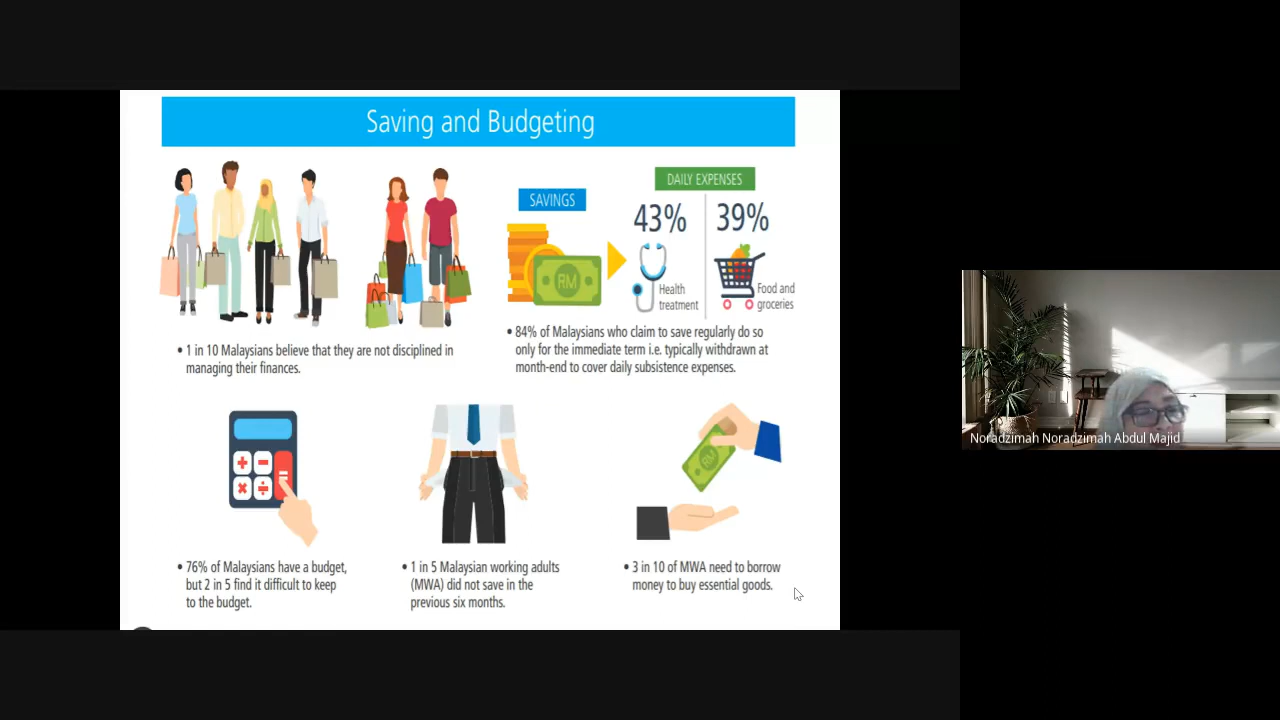 Saving and Budgeting
SAVINGS
DAILY EXPENSES
43%
39%
RM
Health
treatment
Food and
groceries
• 1 in 10 Malaysians believe that they are not disciplined in
managing their finances.
• 84% of Malaysians who claim to save regularly do so
only for the immediate term i.e. typically withdrawn at
month-end to cover daily subsistence expenses.
RM
• 76% of Malaysians have a budget,
but 2 in 5 find it difficult to keep
to the budget.
• 1 in 5 Malaysian working adults
(MWA) did not save in the
previous six months.
• 3 in 10 of MWA need to borrow
money to buy essential goods.
Noradzimah Noradzimah Abdul Majid